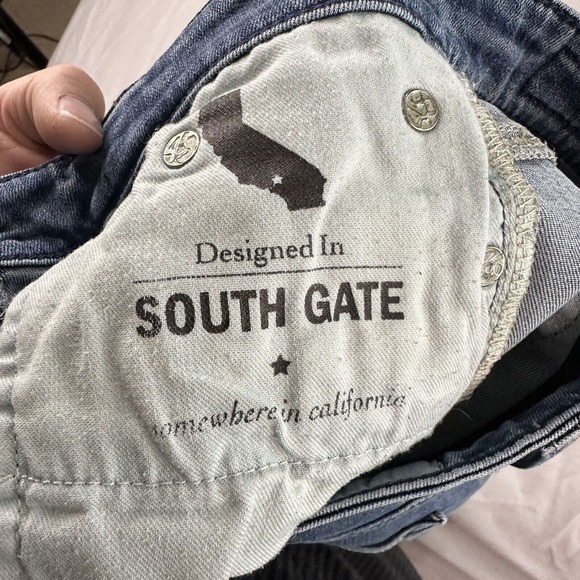 Designed In
SOUTH GATE
somewhere in california